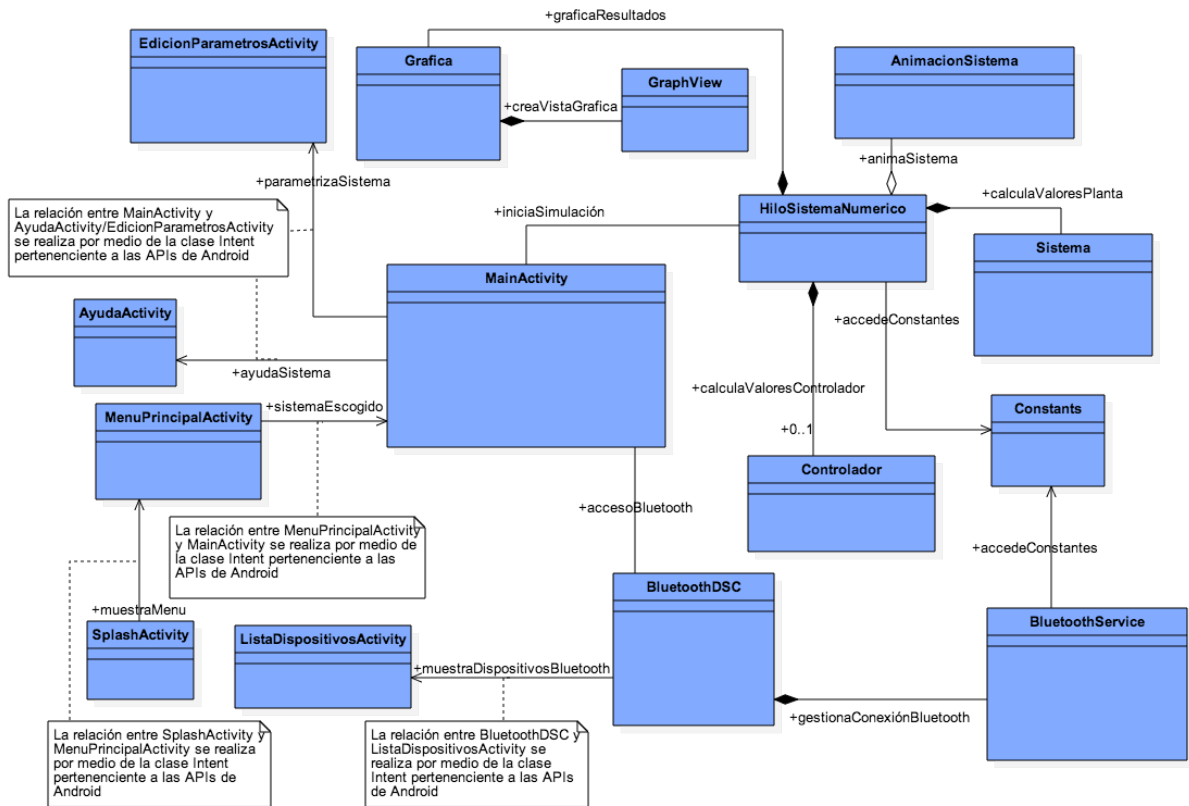 +graficaResultados
EdicionParametrosActivity
Grafica
AnimacionSistema
GraphView
+creaVistaGrafica
+animaSistema
+parametrizaSistema
+calculaValoresPlanta
La relación entre MainActivity y
AyudaActivity/EdicionParametrosActivity
se realiza por medio de la clase Intent
pertenenciente a las APIs de Android
+iniciaSimulación
HiloSistemaNumerico
Sistema
MainActivity
AyudaActivity
+accedeConstantes
+ayudaSistema
+calculaValoresControlador
+sistemaEscogido
MenuPrincipalActivity
Constants
+0..1
Controlador
+accesoBluetooth
La relación entre MenuPrincipalActivity
y MainActivity se realiza por medio de
la clase Intent pertenenciente a las
APIs de Android
+accedeConstantes
BluetoothDSC
+muestraMenu
SplashActivity
ListaDispositivosActivity
BluetoothService
+muestraDispositivosBluetooth
+gestionaConexiónBluetooth
La relación entre SplashActivity y
MenuPrincipalActivity se realiza
por medio de la clase Intent
pertenenciente a las APIs de
Android
La relación entre BluetoothDSC y
ListaDispositivosActivity se
realiza por medio de la clase
Intent pertenenciente a las APIs
de Android